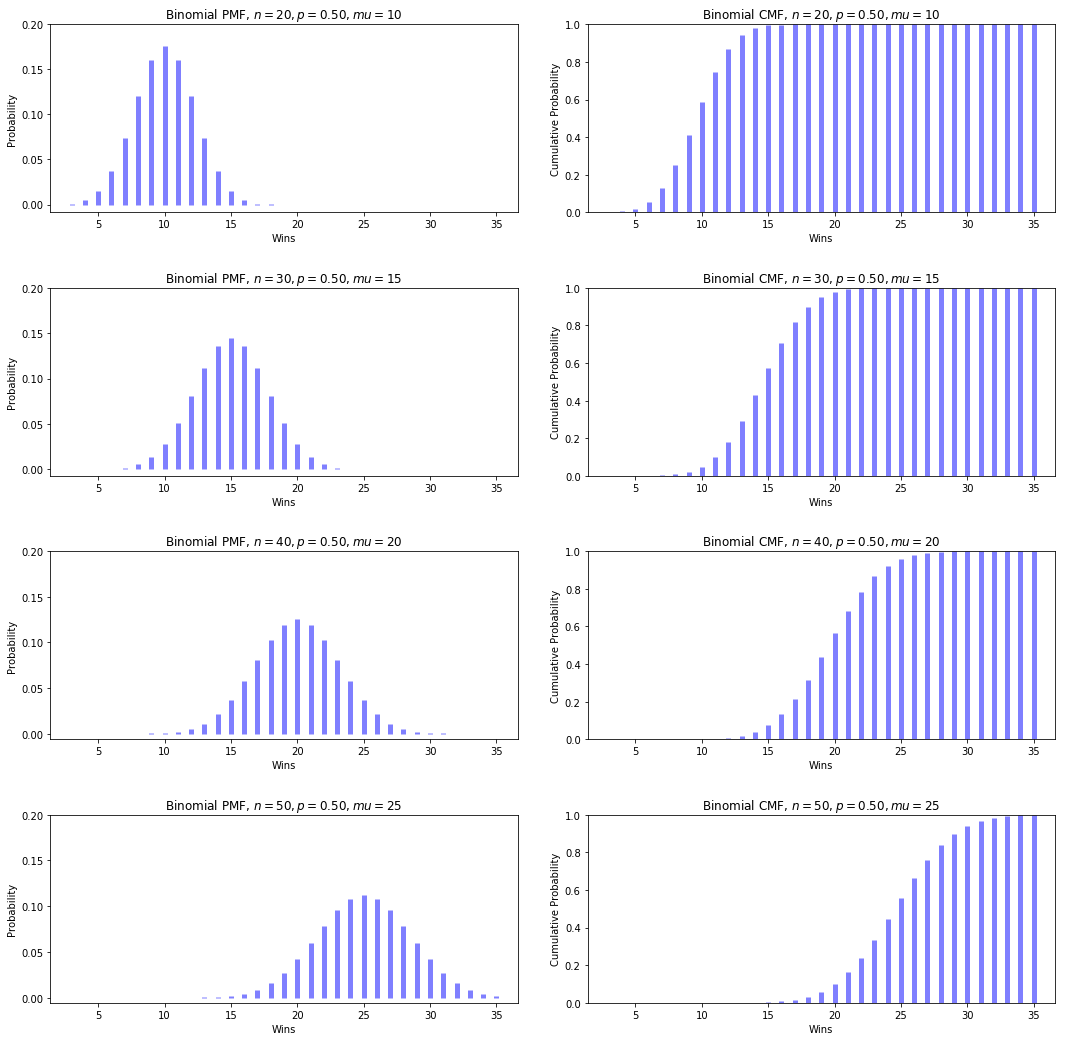 Binomial PMF, n = 20, p = 0.50, mu = 10
0.20
0.15
0.10
0.05
0.00
Probability
5 10 15 20 25 30 35
Wins
Binomial CMF, n = 20, p = 0.50, mu = 10
1.0
0.8
0.6
0.4
0.2
0.0
Cumulative Probability
5 10 15 20 25 30 35
Wins
Binomial PMF, n = 30, p = 0.50, mu = 15
0.20
0.15
0.10
0.05
0.00
Probability
5 10 15 20 25 30 35
Wins
Binomial CMF, n = 30, p = 0.50, mu = 15
1.0
0.8
0.6
0.4
0.2
0.0
Cumulative Probability
5 10 15 20 25 30 35
Wins
Binomial PMF, n = 40, p = 0.50, mu = 20
0.20
0.15
0.10
0.05
0.00
Probability
5 10 15 20 25 30 35
Wins
Binomial CMF, n = 40, p = 0.50, mu = 20
1.0
0.8
0.6
0.4
0.2
0.0
Cumulative Probability
5 10 15 20 25 30 35
Wins
Binomial PMF, n = 50, p = 0.50, mu = 25
0.20
0.15
0.10
0.05
0.00
Probability
5 10 15 20 25 30 35
Wins
Binomial CMF, n = 50, p = 0.50, mu = 25
1.0
0.8
0.6
0.4
0.2
0.0
Cumulative Probability
5 10 15 20 25 30 35
Wins